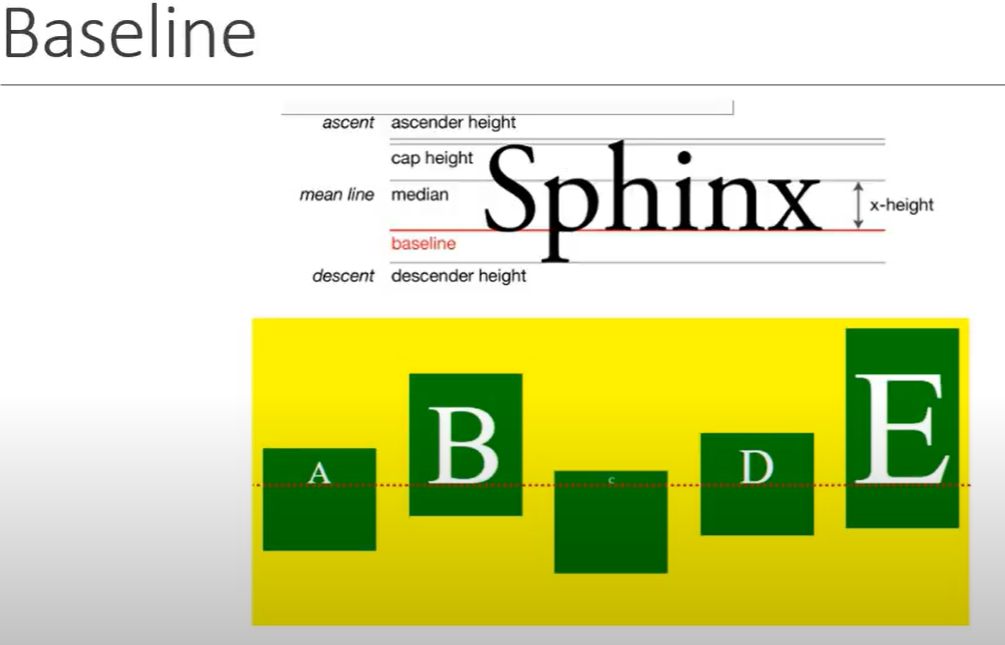 Baseline
ascent ascender height
cap height
Sphinx
mean line median
x-height
baseline
descent descender height
A B c D E